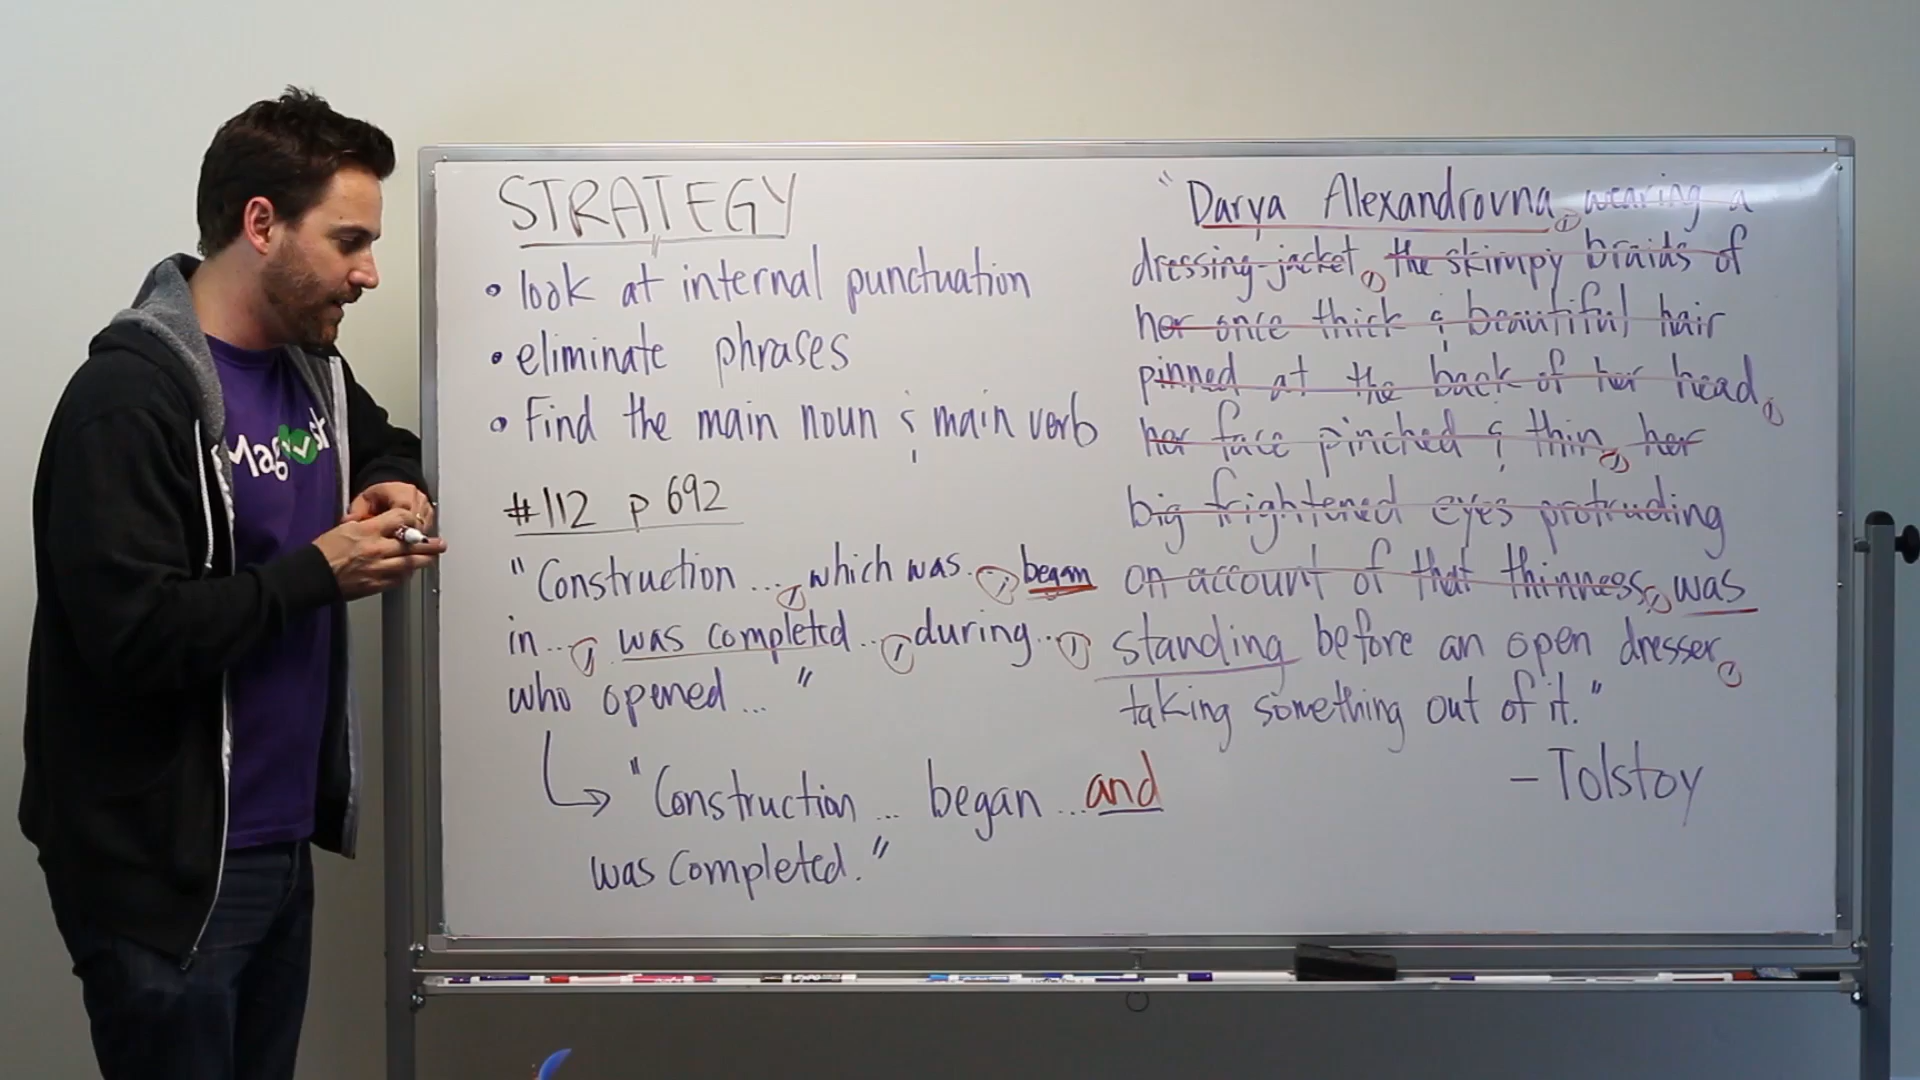 STRATEGY
• look at internal punctuation
• eliminate phrases
• Find the main noun & main verb
#112 p 692
"Construction ..., which was..., began
in..., was completed ..., during...,
who opened ... "
"Construction ... began ... and
was completed."
"Darya Alexandrovna, wearing a
dressing-jacket, the skimpy braids of
her once thick & beautiful hair
pinned at the back of her head,
her face pinched & thin, her
big frightened eyes protruding
on account of that thinness, was
standing before an open dresser,
taking something out of it."
- Tolstoy